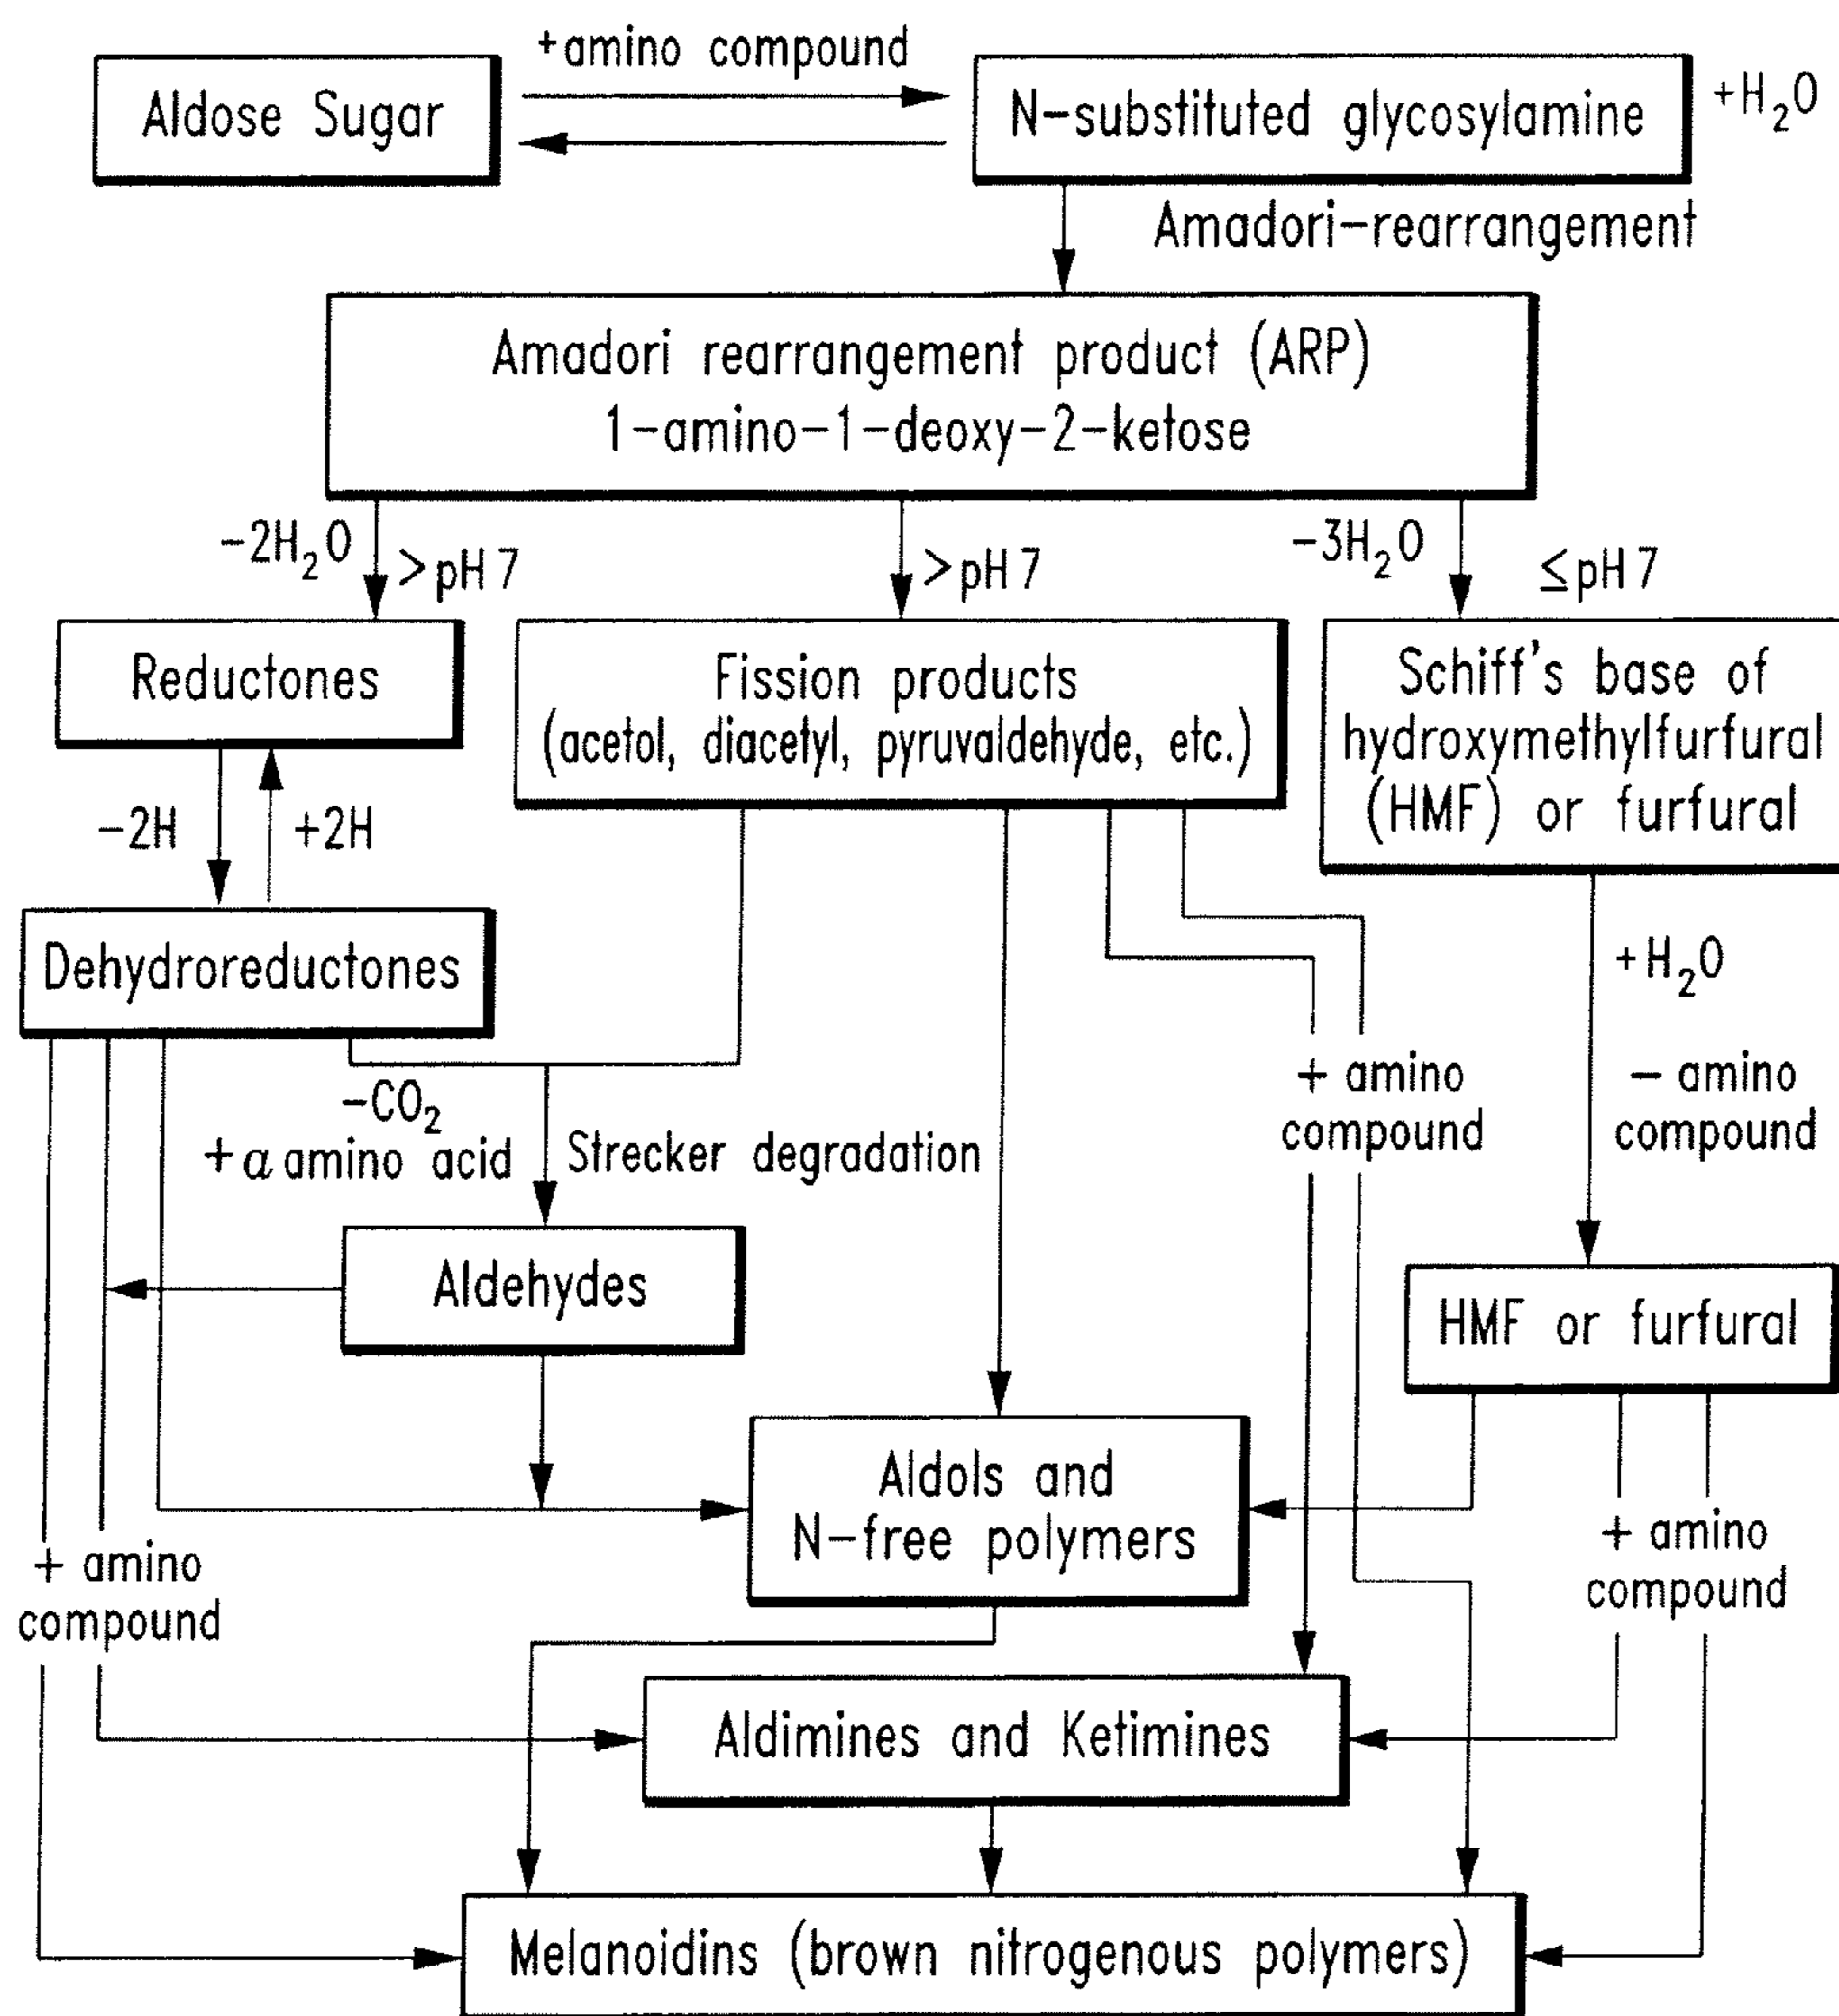 +amino compound
Aldose Sugar
N-substituted glycosylamine
+H₂O
Amadori-rearrangement
Amadori rearrangement product (ARP)
1-amino-1-deoxy-2-ketose
-2H₂O
>pH 7
>pH 7
-3H₂O
≤pH 7
Reductones
Fission products
(acetol, diacetyl, pyruvaldehyde, etc.)
Schiff's base of
hydroxymethylfurfural
(HMF) or furfural
-2H
+2H
Dehydroreductones
+H₂O
-CO₂
+α amino acid
Strecker degradation
+ amino
compound
- amino
compound
Aldehydes
HMF or furfural
Aldols and
N-free polymers
+ amino
compound
+ amino
compound
Aldimines and Ketimines
Melanoidins (brown nitrogenous polymers)